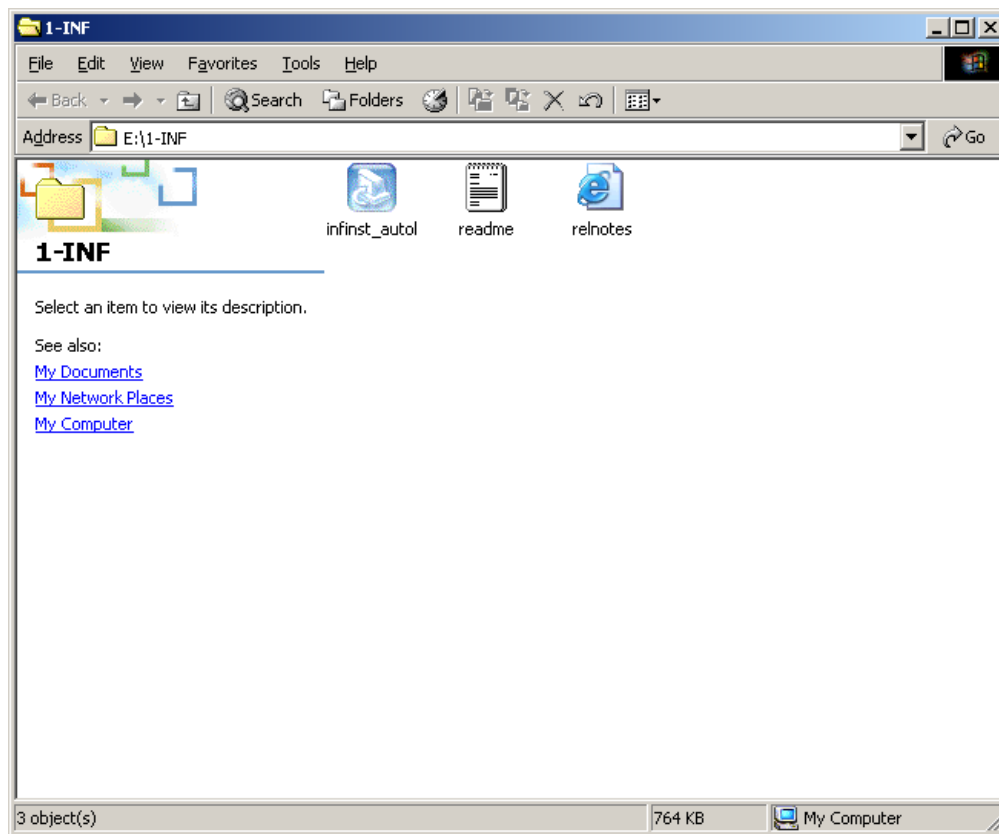 1-INF
File Edit View Favorites Tools Help
Back Search Folders
Address E:\1-INF Go
infinst_autol readme relnotes
1-INF
Select an item to view its description.
See also:
My Documents
My Network Places
My Computer
3 object(s) 764 KB My Computer